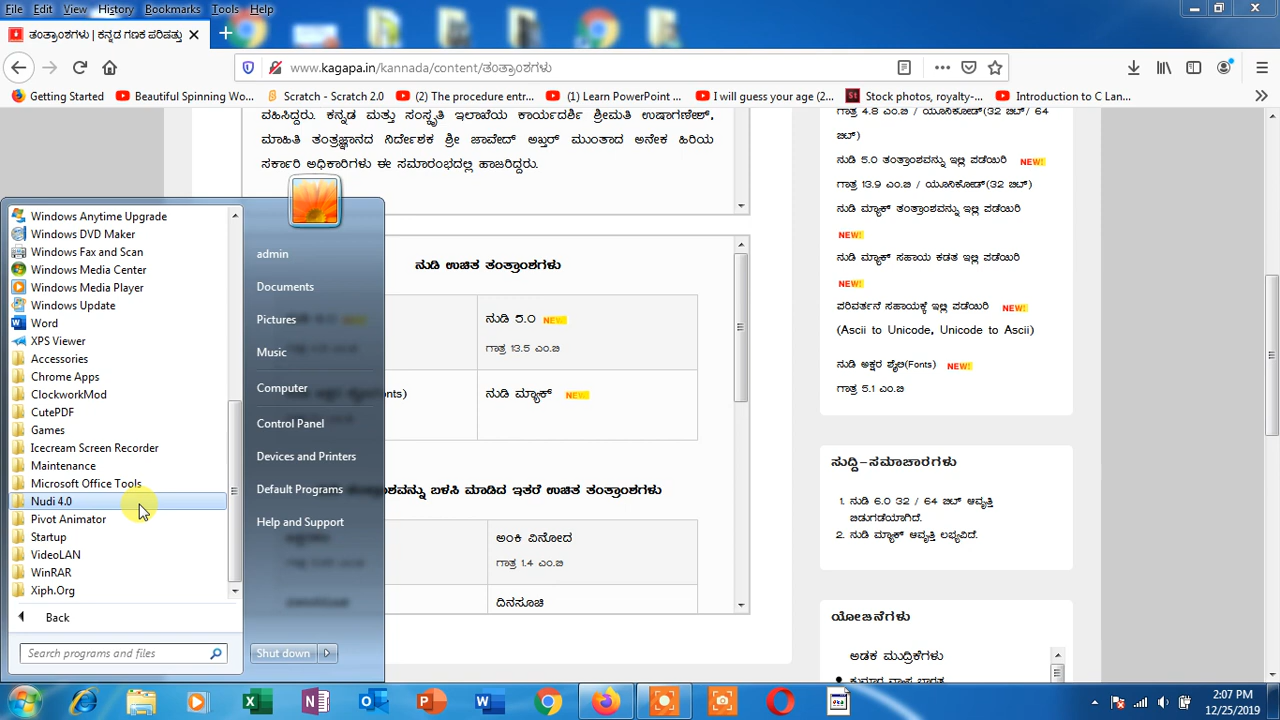 File Edit View History Bookmarks Tools Help
ತಂತ್ರಾಂಶಗಳು | ಕನ್ನಡ ಗಣಕ ಪರಿಷತ್ತು
www.kagapa.in/kannada/content/ತಂತ್ರಾಂಶಗಳು
Getting Started Beautiful Spinning Wo... Scratch - Scratch 2.0 (2) The procedure entr... (1) Learn PowerPoint ... I will guess your age (2... Stock photos, royalty-... Introduction to C Lan...
ವಹಿಸಿದ್ದರು. ಕನ್ನಡ ಮತ್ತು ಸಂಸ್ಕೃತಿ ಇಲಾಖೆಯ ಕಾರ್ಯದರ್ಶಿ ಶ್ರೀಮತಿ ಉಷಾಗಣೇಶ್,
ಮಾಹಿತಿ ತಂತ್ರಜ್ಞಾನದ ನಿರ್ದೇಶಕ ಶ್ರೀ ಜಾವೇದ್ ಅಖ್ತರ್ ಮುಂತಾದ ಅನೇಕ ಹಿರಿಯ
ಸರ್ಕಾರಿ ಅಧಿಕಾರಿಗಳು ಈ ಸಮಾರಂಭದಲ್ಲಿ ಹಾಜರಿದ್ದರು.
Windows Anytime Upgrade
Windows DVD Maker
Windows Fax and Scan
Windows Media Center
Windows Media Player
Windows Update
Word
XPS Viewer
Accessories
Chrome Apps
ClockworkMod
CutePDF
Games
Icecream Screen Recorder
Maintenance
Microsoft Office Tools
Nudi 4.0
Pivot Animator
Startup
VideoLAN
WinRAR
Xiph.Org
Back
Search programs and files
admin
Documents
Pictures
Music
Computer
Control Panel
Devices and Printers
Default Programs
Help and Support
Shut down
ನುಡಿ ಉಚಿತ ತಂತ್ರಾಂಶಗಳು
ನುಡಿ 5.0 NEW!
ಗಾತ್ರ 13.5 ಎಂ.ಬಿ
onts)
ನುಡಿ ಮ್ಯಾಕ್ NEW!
ಬಳಸಿ ಮಾಡಿದ ಇತರೆ ಉಚಿತ ತಂತ್ರಾಂಶಗಳು
ಅಂಕಿ ವಿನೋದ
ಗಾತ್ರ 1.4 ಎಂ.ಬಿ
ದಿನಸೂಚಿ
ಗಾತ್ರ 4.8 ಎಂ.ಬಿ / ಯೂನಿಕೋಡ್(32 ಬಿಟ್/ 64
ಬಿಟ್)
ನುಡಿ 5.0 ತಂತ್ರಾಂಶವನ್ನು ಇಲ್ಲಿ ಪಡೆಯಿರಿ NEW!
ಗಾತ್ರ 13.9 ಎಂ.ಬಿ / ಯೂನಿಕೋಡ್(32 ಬಿಟ್)
ನುಡಿ ಮ್ಯಾಕ್ ತಂತ್ರಾಂಶವನ್ನು ಇಲ್ಲಿ ಪಡೆಯಿರಿ
NEW!
ನುಡಿ ಮ್ಯಾಕ್ ಸಹಾಯ ಕಡತ ಇಲ್ಲಿ ಪಡೆಯಿರಿ
NEW!
ಪರಿವರ್ತನೆ ಸಹಾಯಕ್ಕೆ ಇಲ್ಲಿ ಪಡೆಯಿರಿ NEW!
(Ascii to Unicode, Unicode to Ascii)
ನುಡಿ ಅಕ್ಷರ ಶೈಲಿ(Fonts) NEW!
ಗಾತ್ರ 5.1 ಎಂ.ಬಿ
ಸುದ್ದಿ-ಸಮಾಚಾರಗಳು
1. ನುಡಿ 6.0 32 / 64 ಬಿಟ್ ಆವೃತ್ತಿ
ಬಿಡುಗಡೆಯಾಗಿದೆ.
2. ನುಡಿ ಮ್ಯಾಕ್ ಆವೃತ್ತಿ ಲಭ್ಯವಿದೆ.
ಯೋಜನೆಗಳು
ಅಡಕ ಮುದ್ರಿಕೆಗಳು
2:07 PM
12/25/2019